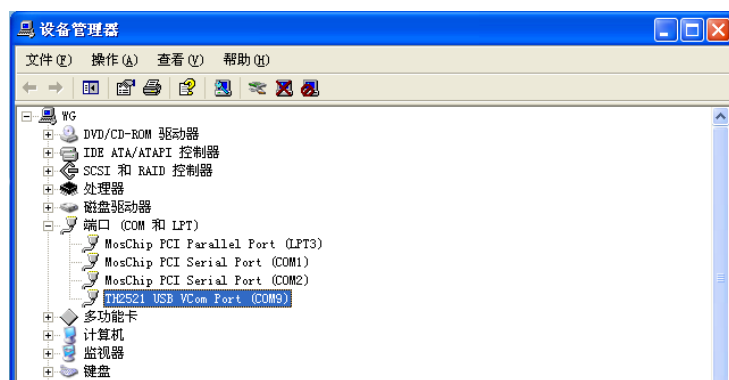 设备管理器
文件(F) 操作(A) 查看(V) 帮助(H)
WG
DVD/CD-ROM 驱动器
IDE ATA/ATAPI 控制器
SCSI 和 RAID 控制器
处理器
磁盘驱动器
端口 (COM 和 LPT)
MosChip PCI Parallel Port (LPT3)
MosChip PCI Serial Port (COM1)
MosChip PCI Serial Port (COM2)
TH2521 USB VCom Port (COM9)
多功能卡
计算机
监视器
键盘